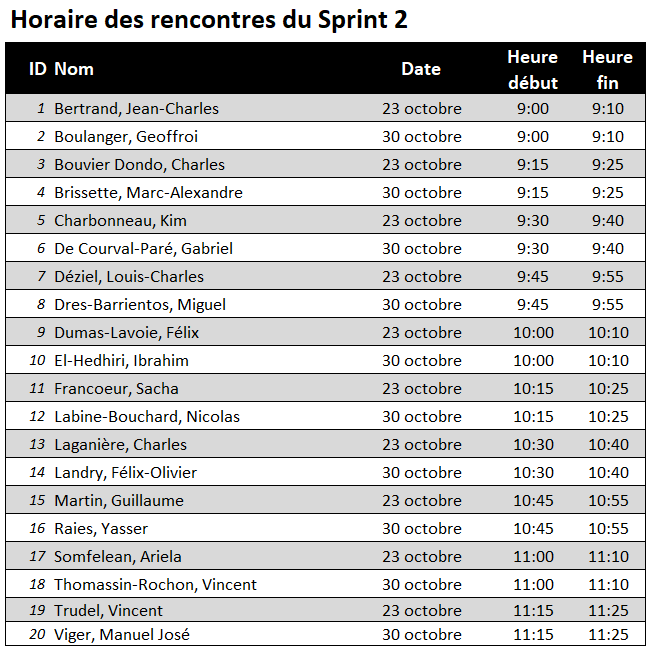 Horaire des rencontres du Sprint 2
ID Nom Date Heure début Heure fin
1 Bertrand, Jean-Charles 23 octobre 9:00 9:10
2 Boulanger, Geoffroi 30 octobre 9:00 9:10
3 Bouvier Dondo, Charles 23 octobre 9:15 9:25
4 Brissette, Marc-Alexandre 30 octobre 9:15 9:25
5 Charbonneau, Kim 23 octobre 9:30 9:40
6 De Courval-Paré, Gabriel 30 octobre 9:30 9:40
7 Déziel, Louis-Charles 23 octobre 9:45 9:55
8 Dres-Barrientos, Miguel 30 octobre 9:45 9:55
9 Dumas-Lavoie, Félix 23 octobre 10:00 10:10
10 El-Hedhiri, Ibrahim 30 octobre 10:00 10:10
11 Francoeur, Sacha 23 octobre 10:15 10:25
12 Labine-Bouchard, Nicolas 30 octobre 10:15 10:25
13 Laganière, Charles 23 octobre 10:30 10:40
14 Landry, Félix-Olivier 30 octobre 10:30 10:40
15 Martin, Guillaume 23 octobre 10:45 10:55
16 Raies, Yasser 30 octobre 10:45 10:55
17 Somfelean, Ariela 23 octobre 11:00 11:10
18 Thomassin-Rochon, Vincent 30 octobre 11:00 11:10
19 Trudel, Vincent 23 octobre 11:15 11:25
20 Viger, Manuel José 30 octobre 11:15 11:25